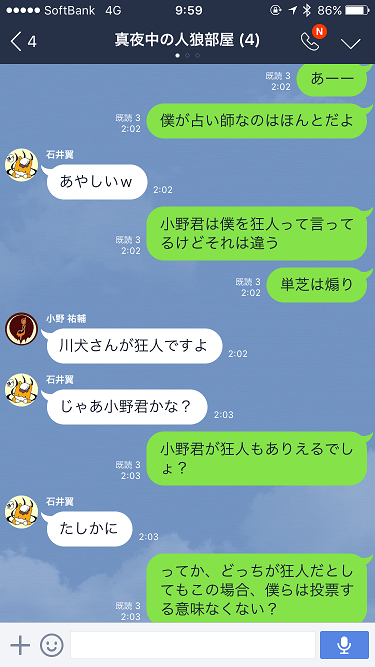 SoftBank 4G 9:59 86%
4 真夜中の人狼部屋 (4) N
既読 3
2:02
あーー
既読 3
2:02
僕が占い師なのはほんとだよ
石井翼
あやしいｗ
2:02
既読 3
2:02
小野君は僕を狂人って言って
るけどそれは違う
既読 3
2:02
単芝は煽り
小野 祐輔
川犬さんが狂人ですよ
2:02
石井翼
じゃあ小野君かな？
2:03
既読 3
2:03
小野君が狂人もありえるでし
ょ？
石井翼
たしかに
2:03
既読 3
2:03
ってか、どっちが狂人だとし
てもこの場合、僕らは投票す
る意味なくない？